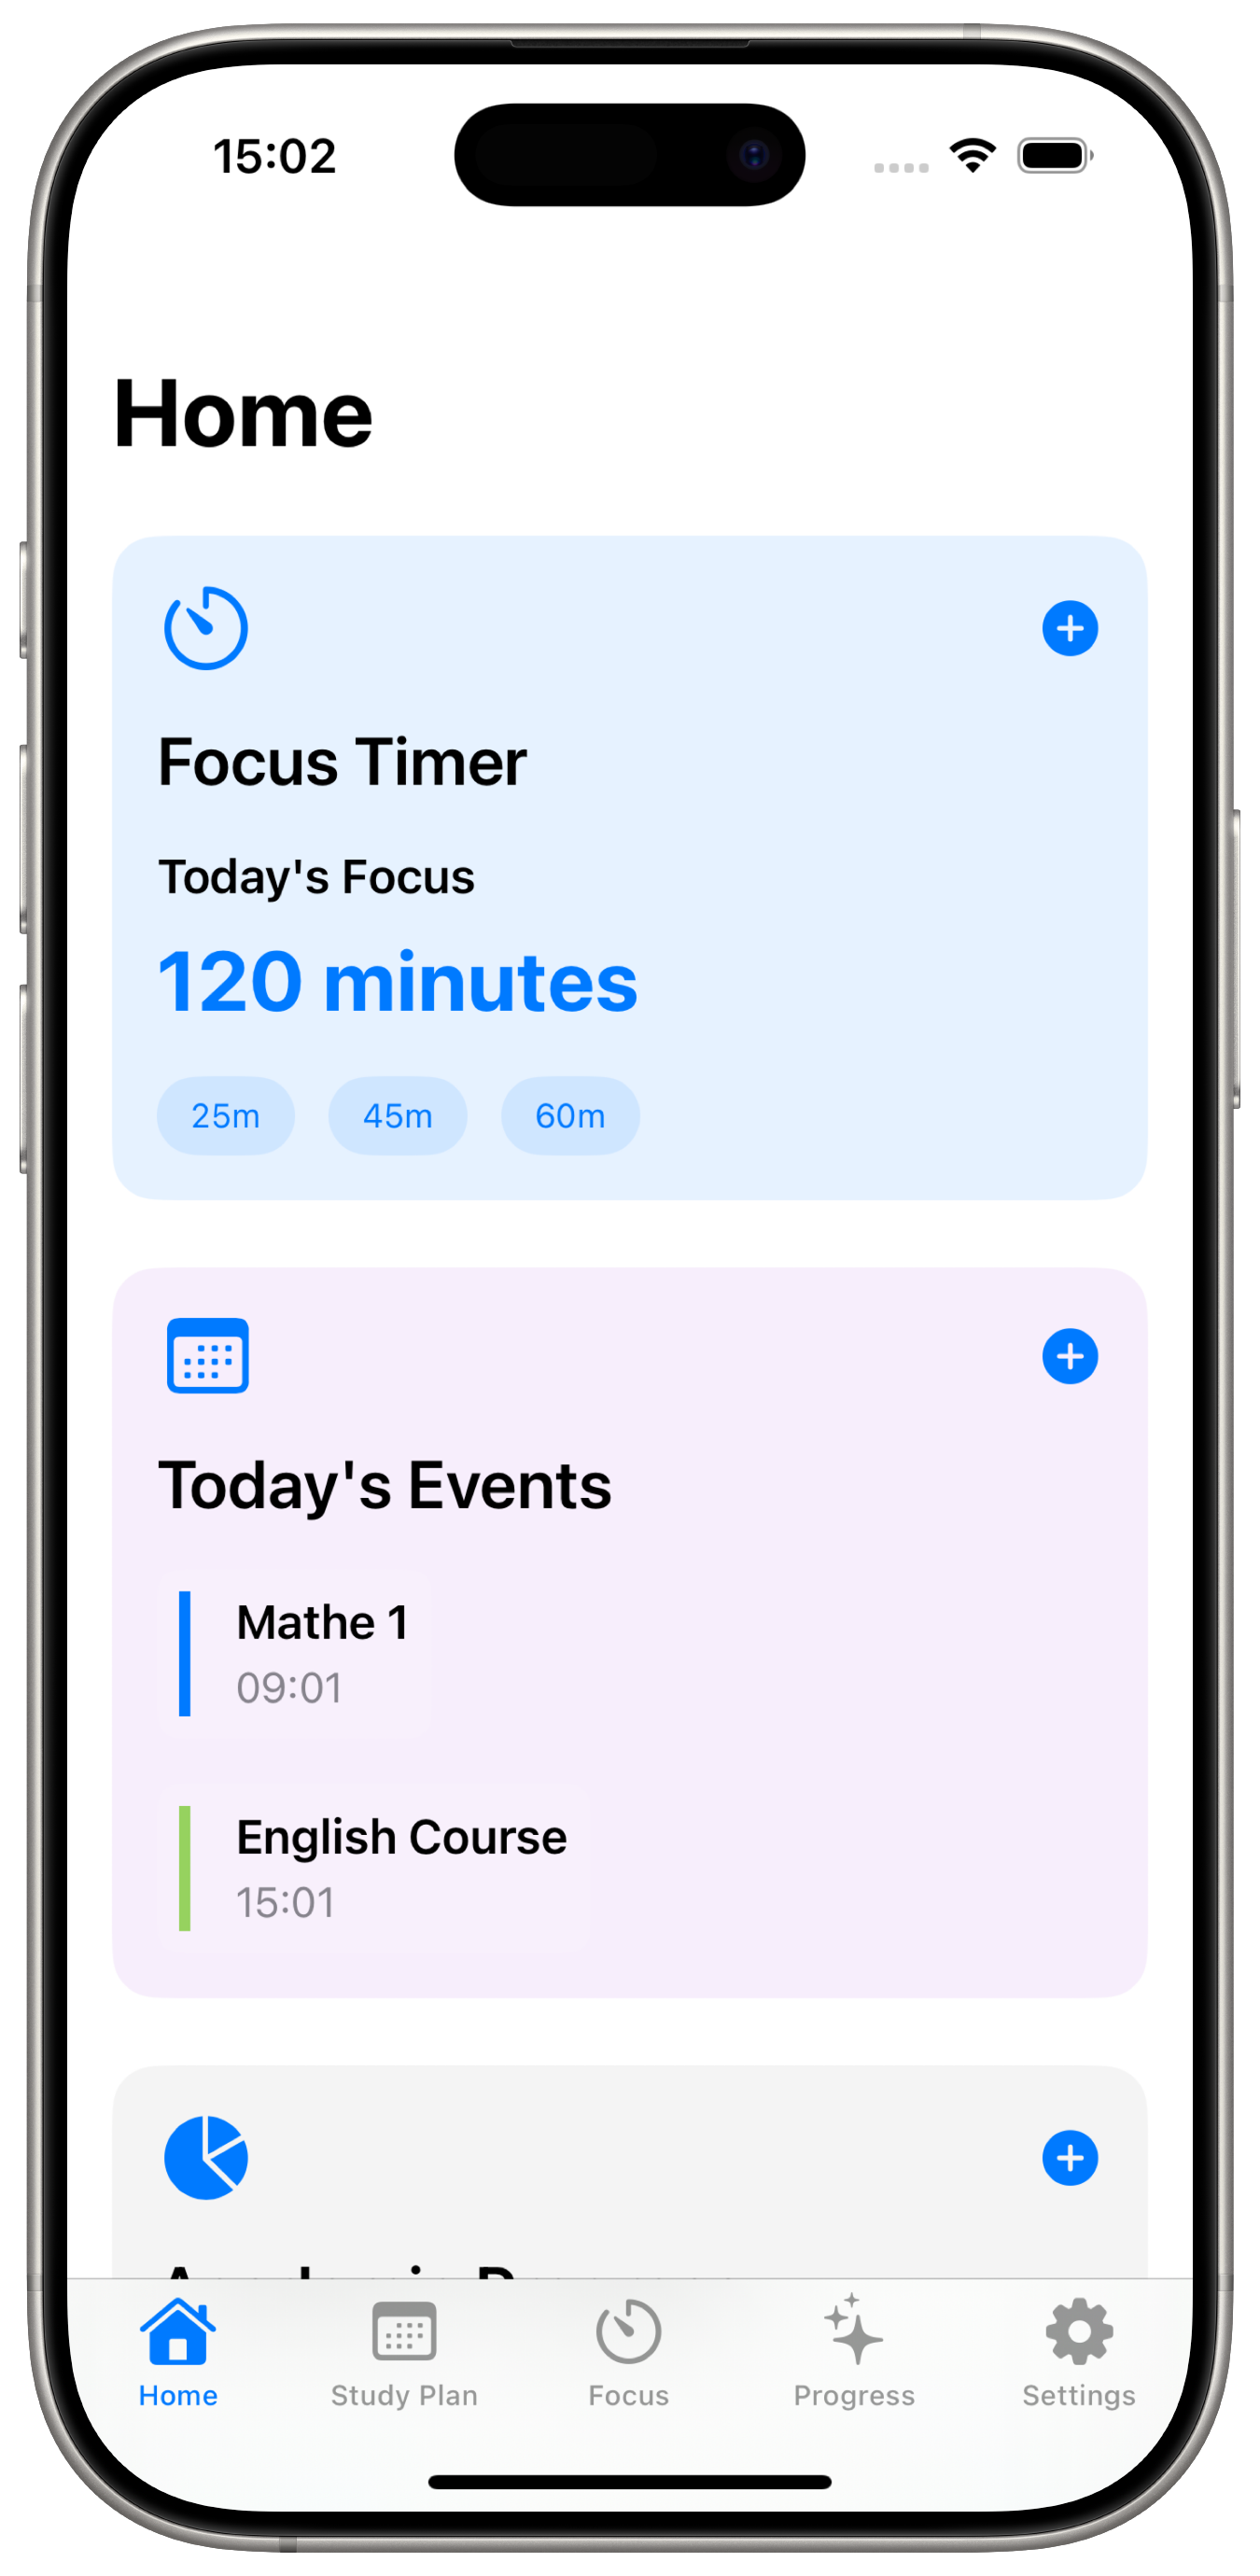 15:02
Home
Focus Timer
Today's Focus
120 minutes
25m 45m 60m
Today's Events
Mathe 1
09:01
English Course
15:01
Home Study Plan Focus Progress Settings